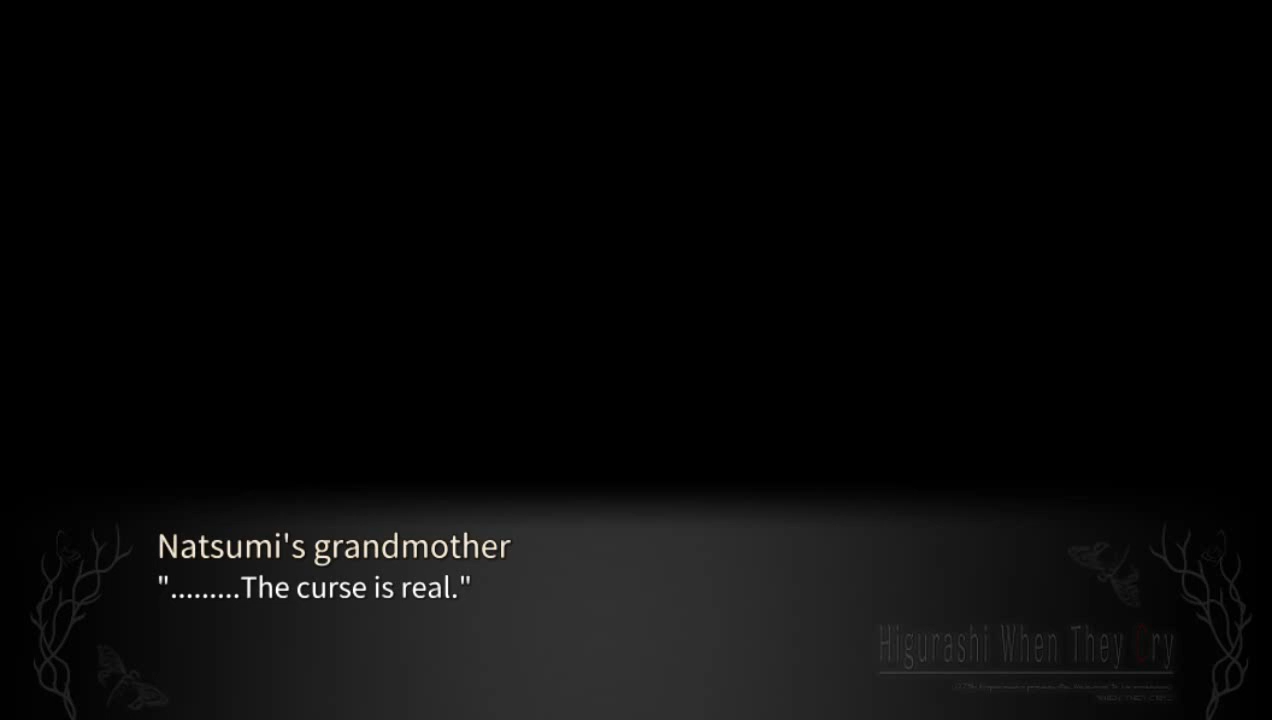 Natsumi's grandmother
".........The curse is real."
Higurashi When They Cry